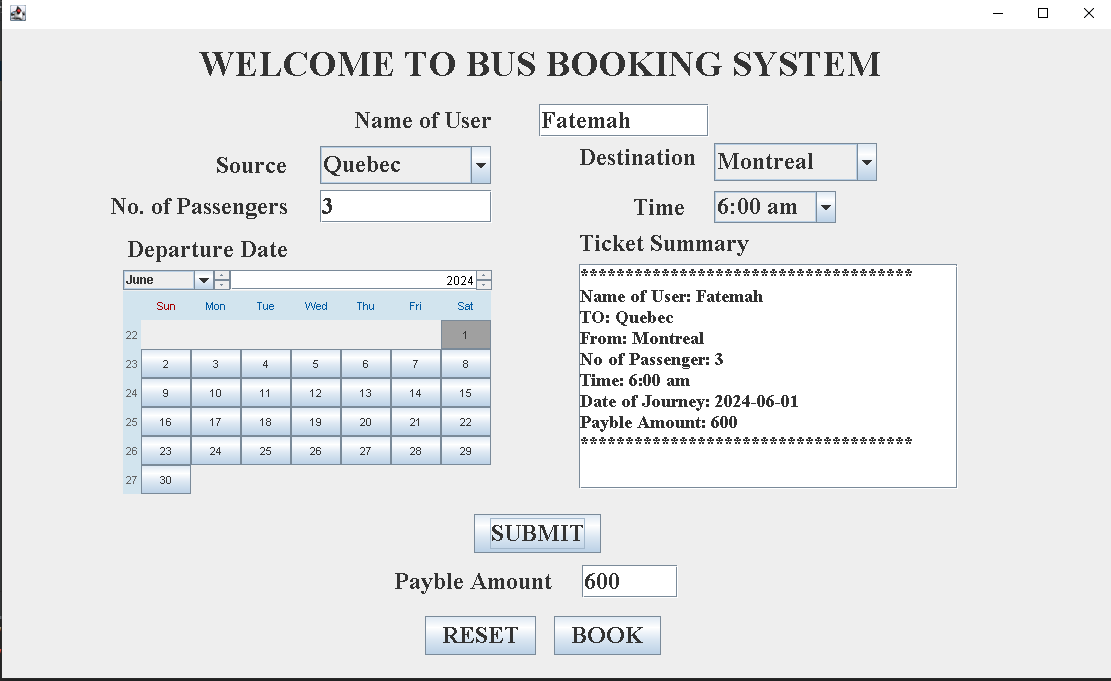 WELCOME TO BUS BOOKING SYSTEM
Name of User Fatemah
Source Quebec
Destination Montreal
No. of Passengers 3
Time 6:00 am
Departure Date
June 2024
Sun Mon Tue Wed Thu Fri Sat
22 1
23 2 3 4 5 6 7 8
24 9 10 11 12 13 14 15
25 16 17 18 19 20 21 22
26 23 24 25 26 27 28 29
27 30
Ticket Summary
*************************************
Name of User: Fatemah
TO: Quebec
From: Montreal
No of Passenger: 3
Time: 6:00 am
Date of Journey: 2024-06-01
Payble Amount: 600
*************************************
SUBMIT
Payble Amount 600
RESET BOOK